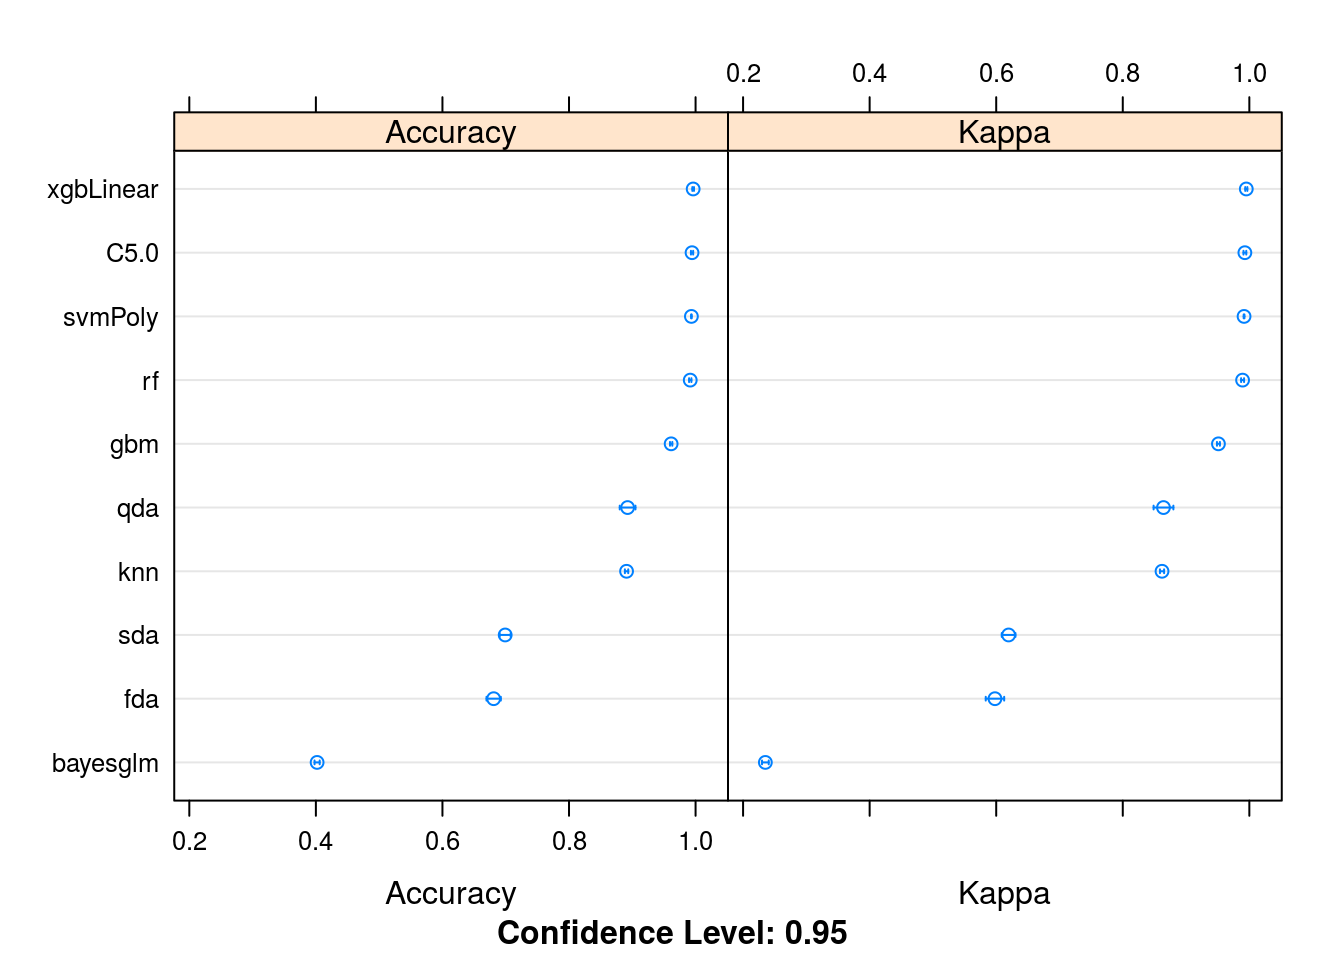 0.2 0.4 0.6 0.8 1.0
Accuracy Kappa
xgbLinear
C5.0
svmPoly
rf
gbm
qda
knn
sda
fda
bayesglm
0.2 0.4 0.6 0.8 1.0
Accuracy Kappa
Confidence Level: 0.95